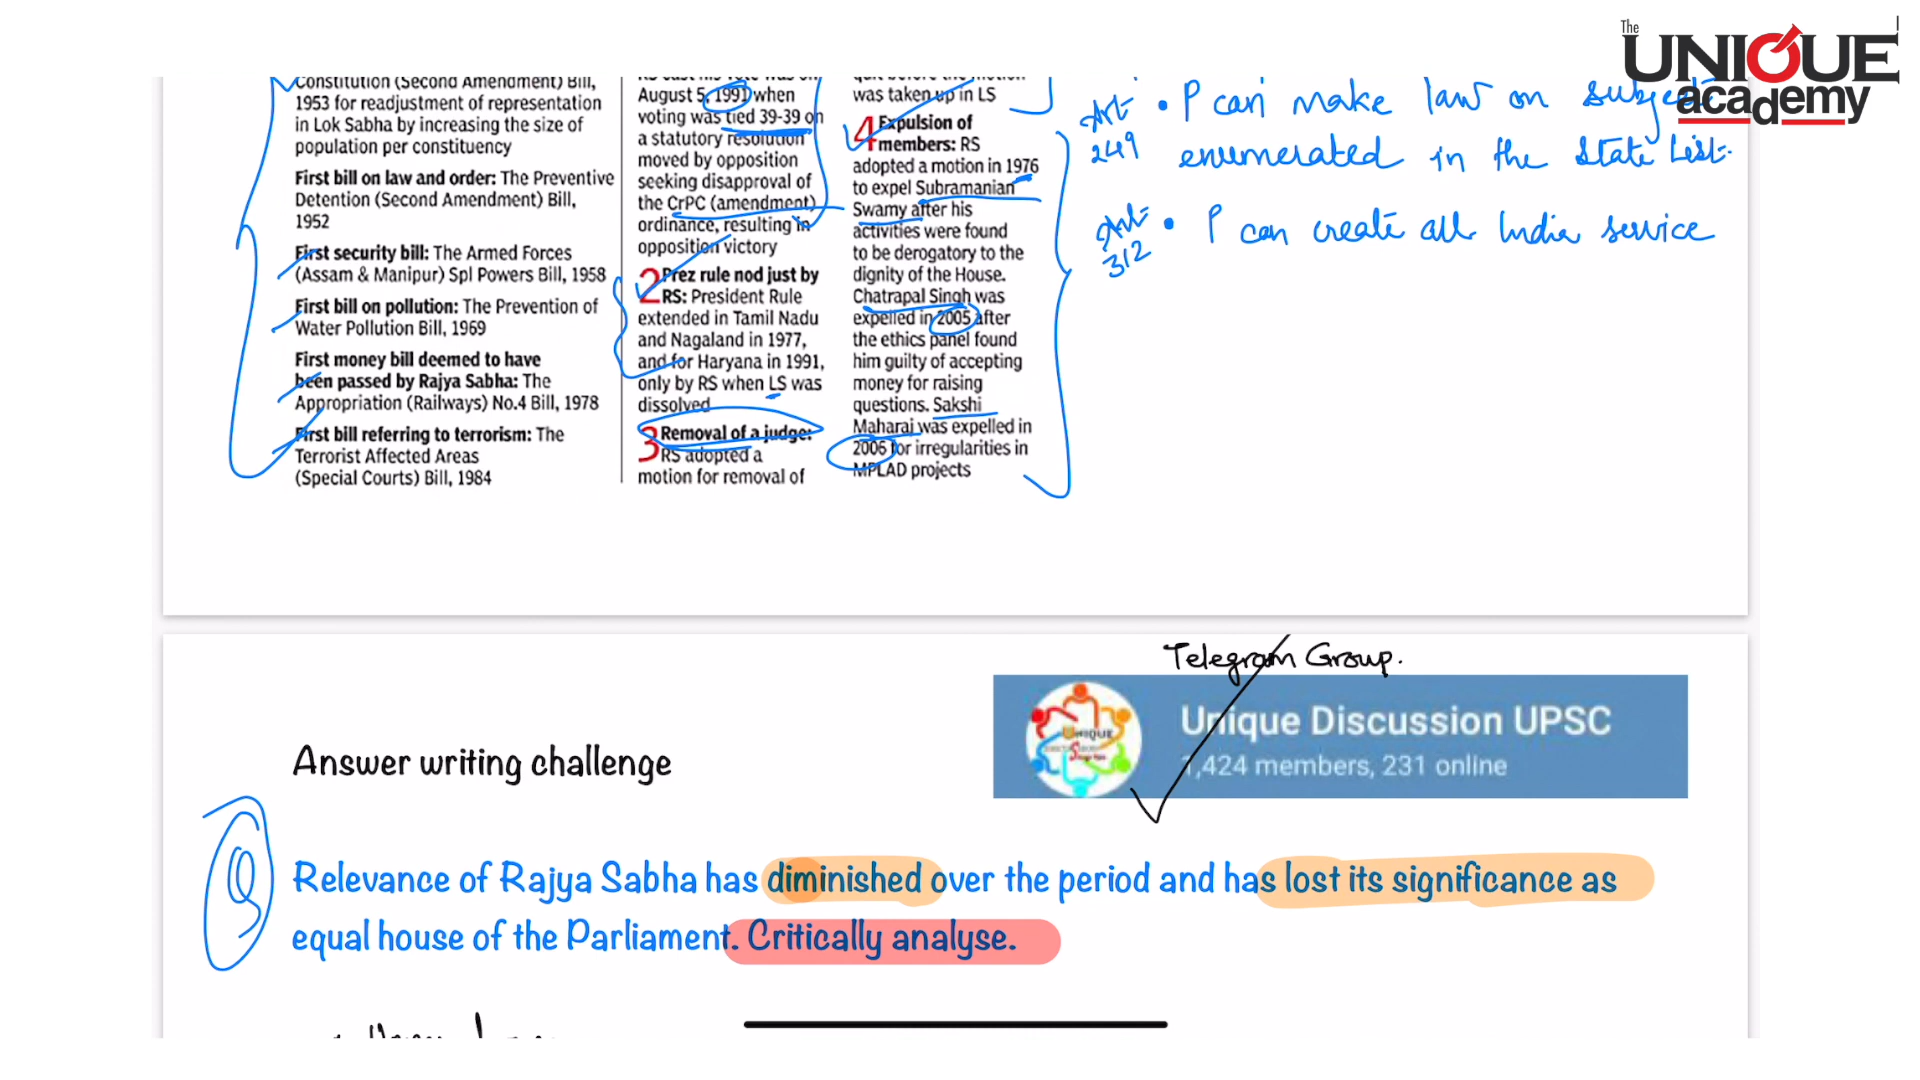 The
UNIQUE
academy
Constitution (Second Amendment) Bill,
1953 for readjustment of representation
in Lok Sabha by increasing the size of
population per constituency
First bill on law and order: The Preventive
Detention (Second Amendment) Bill,
1952
First security bill: The Armed Forces
(Assam & Manipur) Spl Powers Bill, 1958
First bill on pollution: The Prevention of
Water Pollution Bill, 1969
First money bill deemed to have
been passed by Rajya Sabha: The
Appropriation (Railways) No.4 Bill, 1978
First bill referring to terrorism: The
Terrorist Affected Areas
(Special Courts) Bill, 1984
RS cast his vote was on
August 5, 1991 when
voting was tied 39-39 on
a statutory resolution
moved by opposition
seeking disapproval of
the CrPC (amendment)
ordinance, resulting in
opposition victory
2 Prez rule nod just by
RS: President Rule
extended in Tamil Nadu
and Nagaland in 1977,
and for Haryana in 1991,
only by RS when LS was
dissolved
3 Removal of a judge:
RS adopted a
motion for removal of
quit before the motion
was taken up in LS
4 Expulsion of
members: RS
adopted a motion in 1976
to expel Subramanian
Swamy after his
activities were found
to be derogatory to the
dignity of the House.
Chatrapal Singh was
expelled in 2005 after
the ethics panel found
him guilty of accepting
money for raising
questions. Sakshi
Maharaj was expelled in
2006 for irregularities in
MPLAD projects
Art 249 • P can make law on subject
enumerated in the State List.
Art 312 • P can create all India service
Telegram Group.
Unique Discussion UPSC
1,424 members, 231 online
Answer writing challenge
Q
Relevance of Rajya Sabha has diminished over the period and has lost its significance as
equal house of the Parliament. Critically analyse.